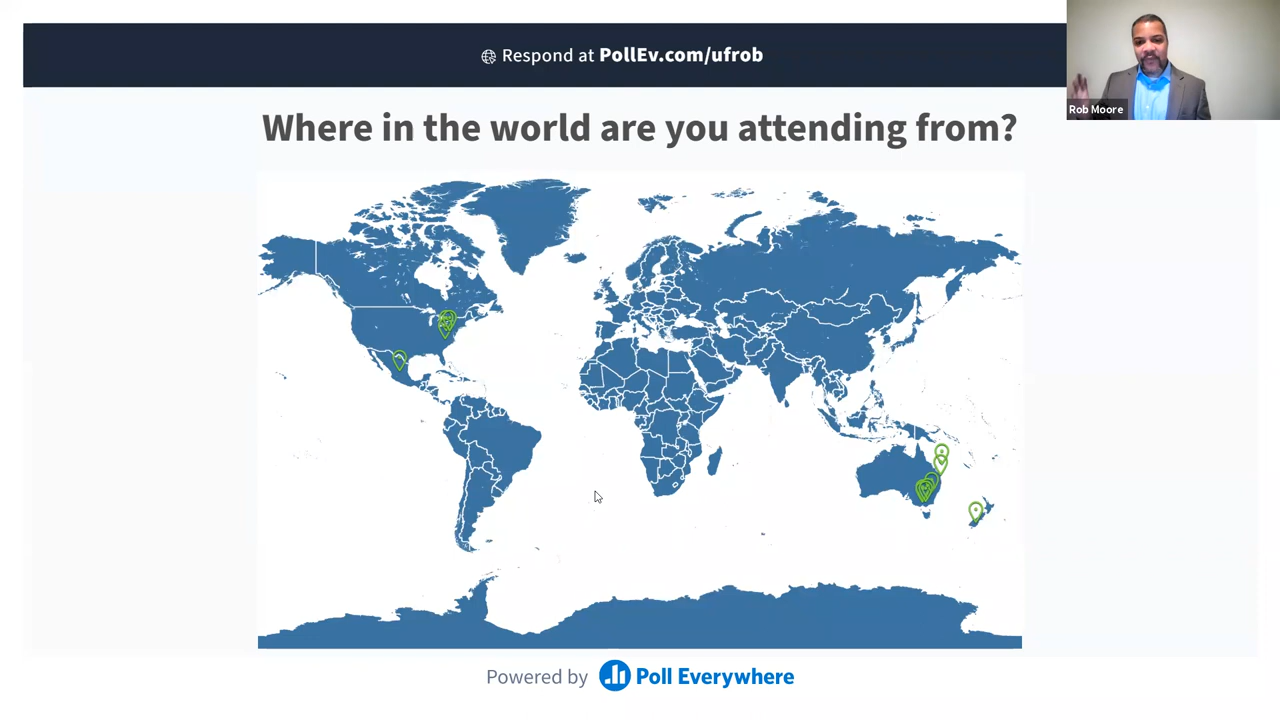 Respond at PollEv.com/ufrob
Rob Moore
Where in the world are you attending from?
Powered by Poll Everywhere